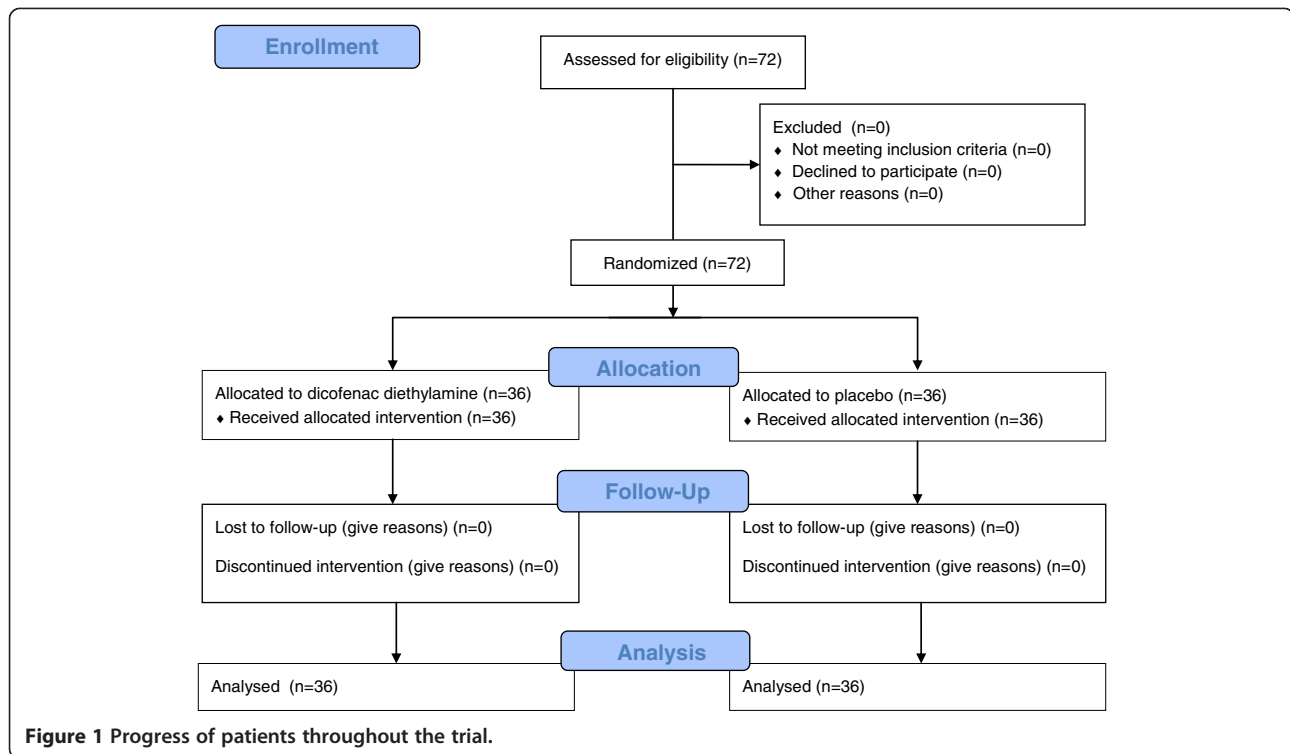 Enrollment
Assessed for eligibility (n=72)
Excluded (n=0)
♦ Not meeting inclusion criteria (n=0)
♦ Declined to participate (n=0)
♦ Other reasons (n=0)
Randomized (n=72)
Allocation
Allocated to dicofenac diethylamine (n=36)
♦ Received allocated intervention (n=36)
Allocated to placebo (n=36)
♦ Received allocated intervention (n=36)
Follow-Up
Lost to follow-up (give reasons) (n=0)
Discontinued intervention (give reasons) (n=0)
Lost to follow-up (give reasons) (n=0)
Discontinued intervention (give reasons) (n=0)
Analysis
Analysed (n=36)
Analysed (n=36)
Figure 1 Progress of patients throughout the trial.